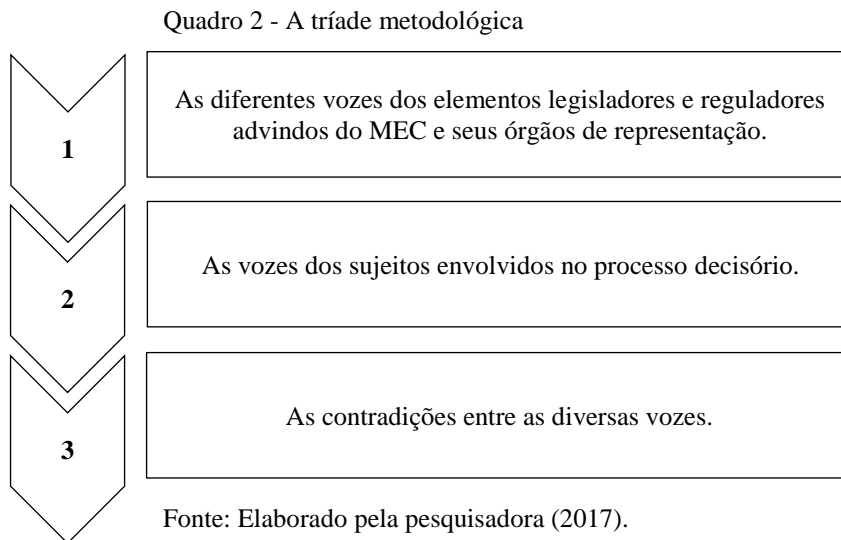 Quadro 2 - A tríade metodológica
1
As diferentes vozes dos elementos legisladores e reguladores
advindos do MEC e seus órgãos de representação.
2
As vozes dos sujeitos envolvidos no processo decisório.
3
As contradições entre as diversas vozes.
Fonte: Elaborado pela pesquisadora (2017).